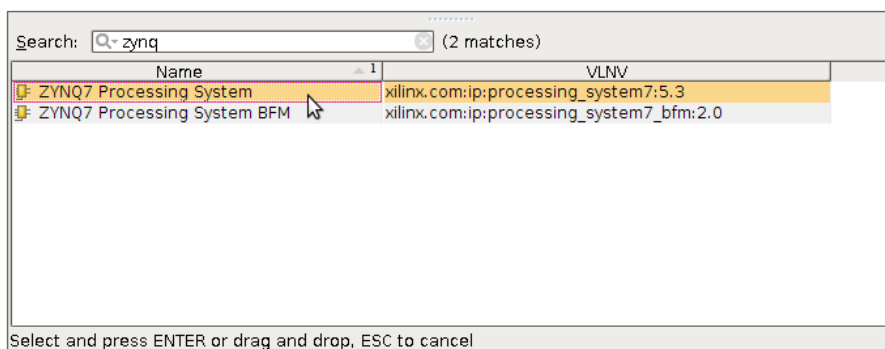 Search: zynq (2 matches)
Name 1 VLNV
ZYNQ7 Processing System xilinx.com:ip:processing_system7:5.3
ZYNQ7 Processing System BFM xilinx.com:ip:processing_system7_bfm:2.0
Select and press ENTER or drag and drop, ESC to cancel